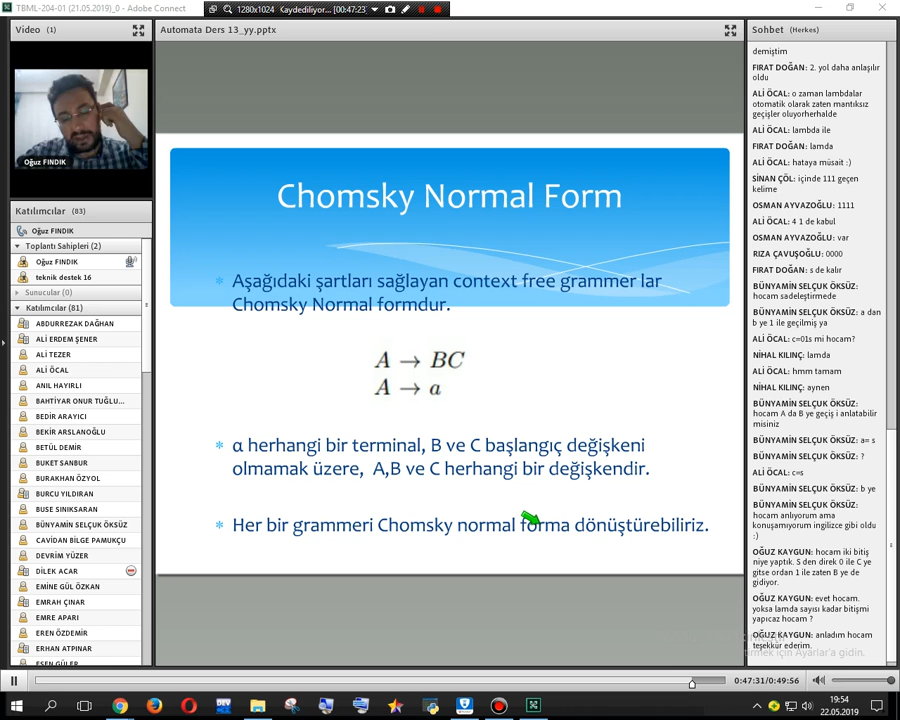 TBML-204-01 (21.05.2019)_0 - Adobe Connect
1280x1024 Kaydediliyor... [00:47:23]
Video (1)
Oğuz FINDIK
Katılımcılar (83)
Oğuz FINDIK
Toplantı Sahipleri (2)
Oğuz FINDIK
teknik destek 16
Sunucular (0)
Katılımcılar (81)
ABDURREZAK DAĞHAN
ALİ ERDEM ŞENER
ALİ TEZER
ALİ ÖCAL
ANIL HAYIRLI
BAHTİYAR ONUR TUĞLU...
BEDİR ARAYICI
BEKİR ARSLANOĞLU
BETÜL DEMİR
BUKET SANBUR
BURAKHAN ÖZYOL
BURCU YILDIRAN
BUSE SINIKSARAN
BÜNYAMİN SELÇUK ÖKSÜZ
CAVİDAN BİLGE PAMUKÇU
DEVRİM YÜZER
DİLEK ACAR
EMİNE GÜL ÖZKAN
EMRAH ÇINAR
EMRE APARI
EREN ÖZDEMİR
ERHAN ATPINAR
ESEN GÜLER
Automata Ders 13_yy.pptx
Chomsky Normal Form
Aşağıdaki şartları sağlayan context free grammer lar
Chomsky Normal formdur.
A → BC
A → a
α herhangi bir terminal, B ve C başlangıç değişkeni
olmamak üzere, A,B ve C herhangi bir değişkendir.
Her bir grammeri Chomsky normal forma dönüştürebiliriz.
Sohbet (Herkes)
demiştim
FIRAT DOĞAN: 2. yol daha anlaşılır
oldu
ALİ ÖCAL: o zaman lambdalar
otomatik olarak zaten mantıksız
geçişler oluyorherhalde
ALİ ÖCAL: lambda ile
FIRAT DOĞAN: lamda
ALİ ÖCAL: hataya müsait :)
SİNAN ÇÖL: içinde 111 geçen
kelime
OSMAN AYVAZOĞLU: 1111
ALİ ÖCAL: 4 1 de kabul
OSMAN AYVAZOĞLU: var
RIZA ÇAVUŞOĞLU: 0000
FIRAT DOĞAN: s de kalır
BÜNYAMİN SELÇUK ÖKSÜZ:
hocam sadeleştirmede
BÜNYAMİN SELÇUK ÖKSÜZ: a dan
b ye 1 ile geçilmiş ya
ALİ ÖCAL: c=01s mi hocam?
NİHAL KILINÇ: lamda
ALİ ÖCAL: hmm tamam
NİHAL KILINÇ: aynen
BÜNYAMİN SELÇUK ÖKSÜZ:
hocam A da B ye geçiş i anlatabilir
misiniz
BÜNYAMİN SELÇUK ÖKSÜZ: a= s
BÜNYAMİN SELÇUK ÖKSÜZ: ?
ALİ ÖCAL: c=s
BÜNYAMİN SELÇUK ÖKSÜZ: b ye
BÜNYAMİN SELÇUK ÖKSÜZ:
hocam anlıyorum ama
konuşamıyorum ingilizce gibi oldu
:)
OĞUZ KAYGUN: hocam iki bitiş
niye yaptık. S den direk 0 ile C ye
gitse ordan 1 ile zaten B ye de
gidiyor.
OĞUZ KAYGUN: evet hocam.
yoksa lamda sayısı kadar bitişmi
yapıcaz hocam ?
OĞUZ KAYGUN: anladım hocam
teşekkür ederim.
için Ayarlar'a gidin.
0:47:31/0:49:56
19:54
22.05.2019